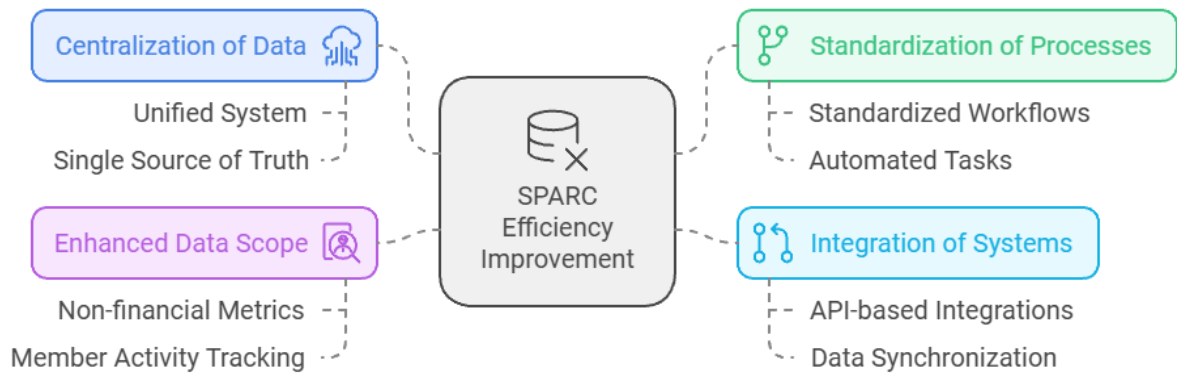 Centralization of Data
Unified System
Single Source of Truth
Enhanced Data Scope
Non-financial Metrics
Member Activity Tracking
SPARC
Efficiency
Improvement
Standardization of Processes
Standardized Workflows
Automated Tasks
Integration of Systems
API-based Integrations
Data Synchronization